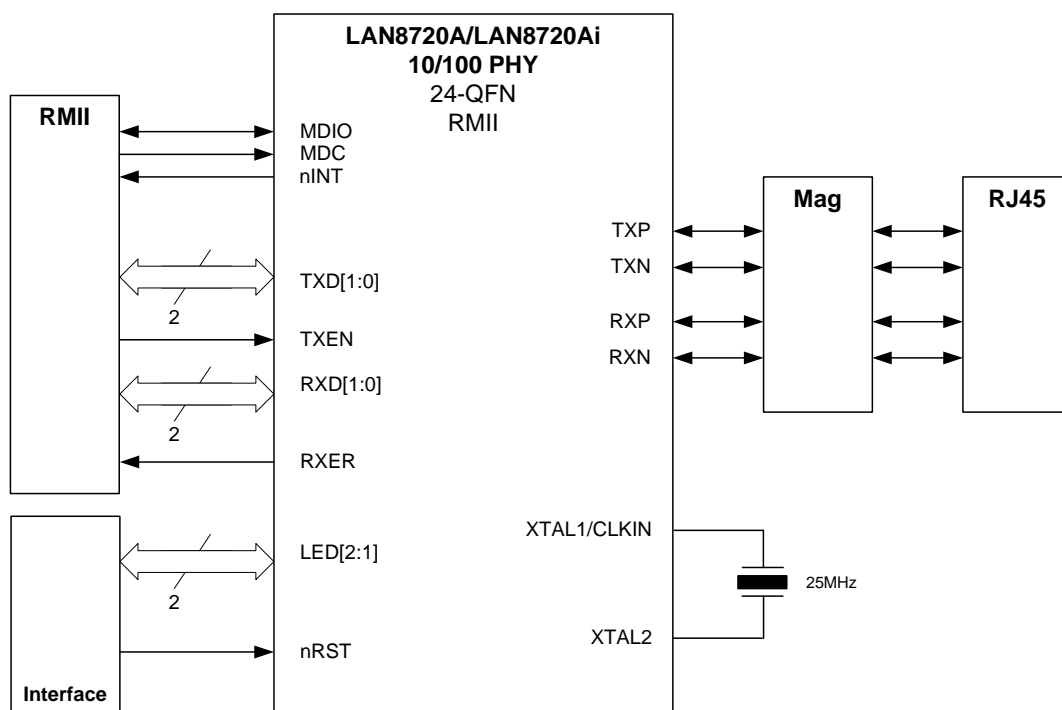 LAN8720A/LAN8720Ai
10/100 PHY
24-QFN
RMII
RMII
MDIO
MDC
nINT
TXD[1:0]
2
TXEN
RXD[1:0]
2
RXER
LED[2:1]
2
nRST
Interface
TXP
TXN
RXP
RXN
Mag
RJ45
XTAL1/CLKIN
25MHz
XTAL2